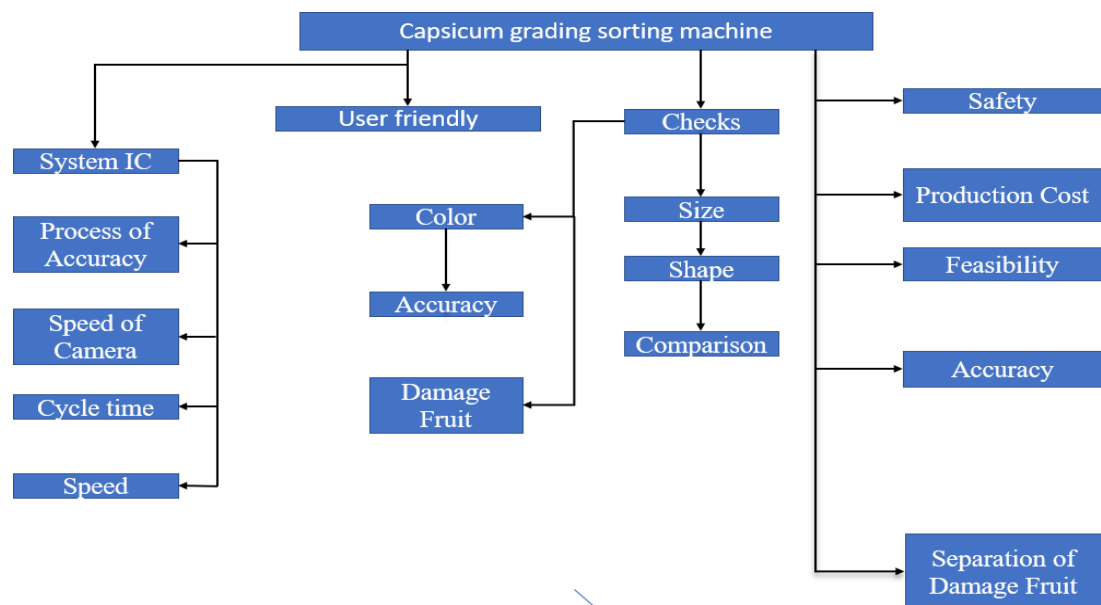 Capsicum grading sorting machine
User friendly
System IC
Process of
Accuracy
Speed of
Camera
Cycle time
Speed
Checks
Color
Accuracy
Damage
Fruit
Size
Shape
Comparison
Safety
Production Cost
Feasibility
Accuracy
Separation of
Damage Fruit